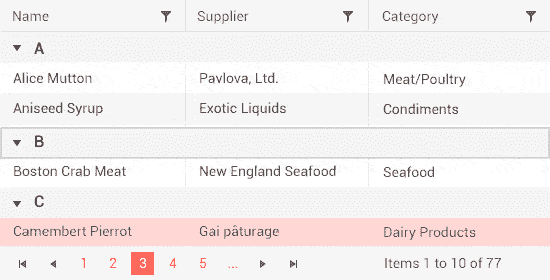 Name Supplier Category
A
Alice Mutton Pavlova, Ltd. Meat/Poultry
Aniseed Syrup Exotic Liquids Condiments
B
Boston Crab Meat New England Seafood Seafood
C
Camembert Pierrot Gai pâturage Dairy Products
1 2 3 4 5 ... Items 1 to 10 of 77